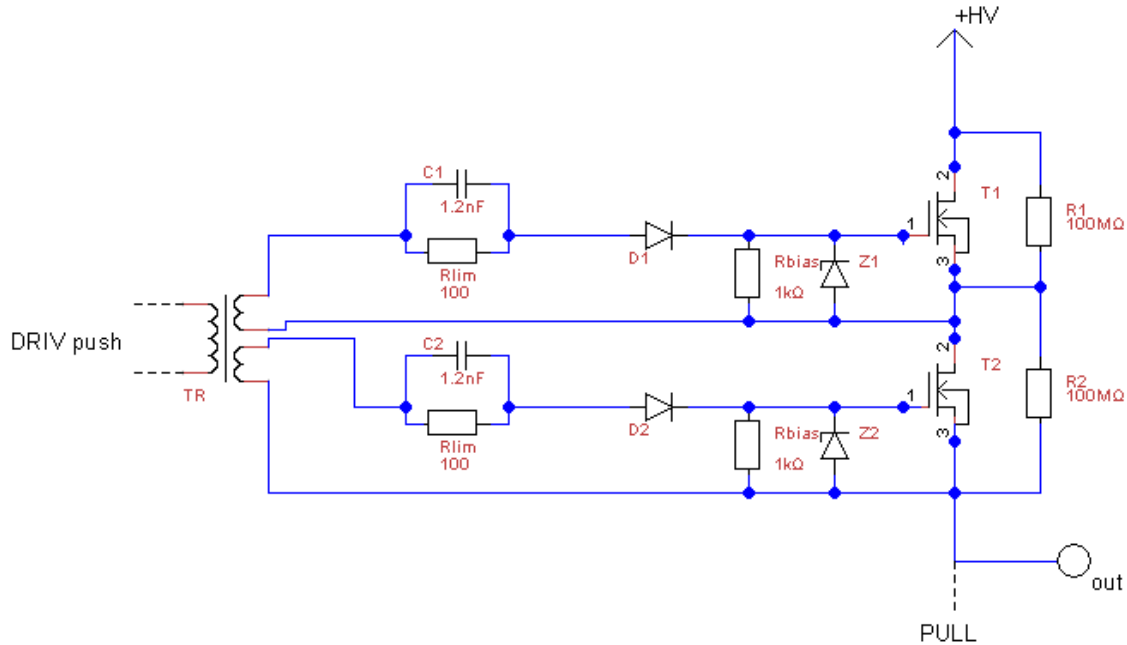 +HV
C1
1.2nF
Rlim
100
D1
Rbias
1kΩ
Z1
2
1
3
T1
R1
100MΩ
DRIV push
TR
C2
1.2nF
Rlim
100
D2
Rbias
1kΩ
Z2
2
1
3
T2
R2
100MΩ
out
PULL